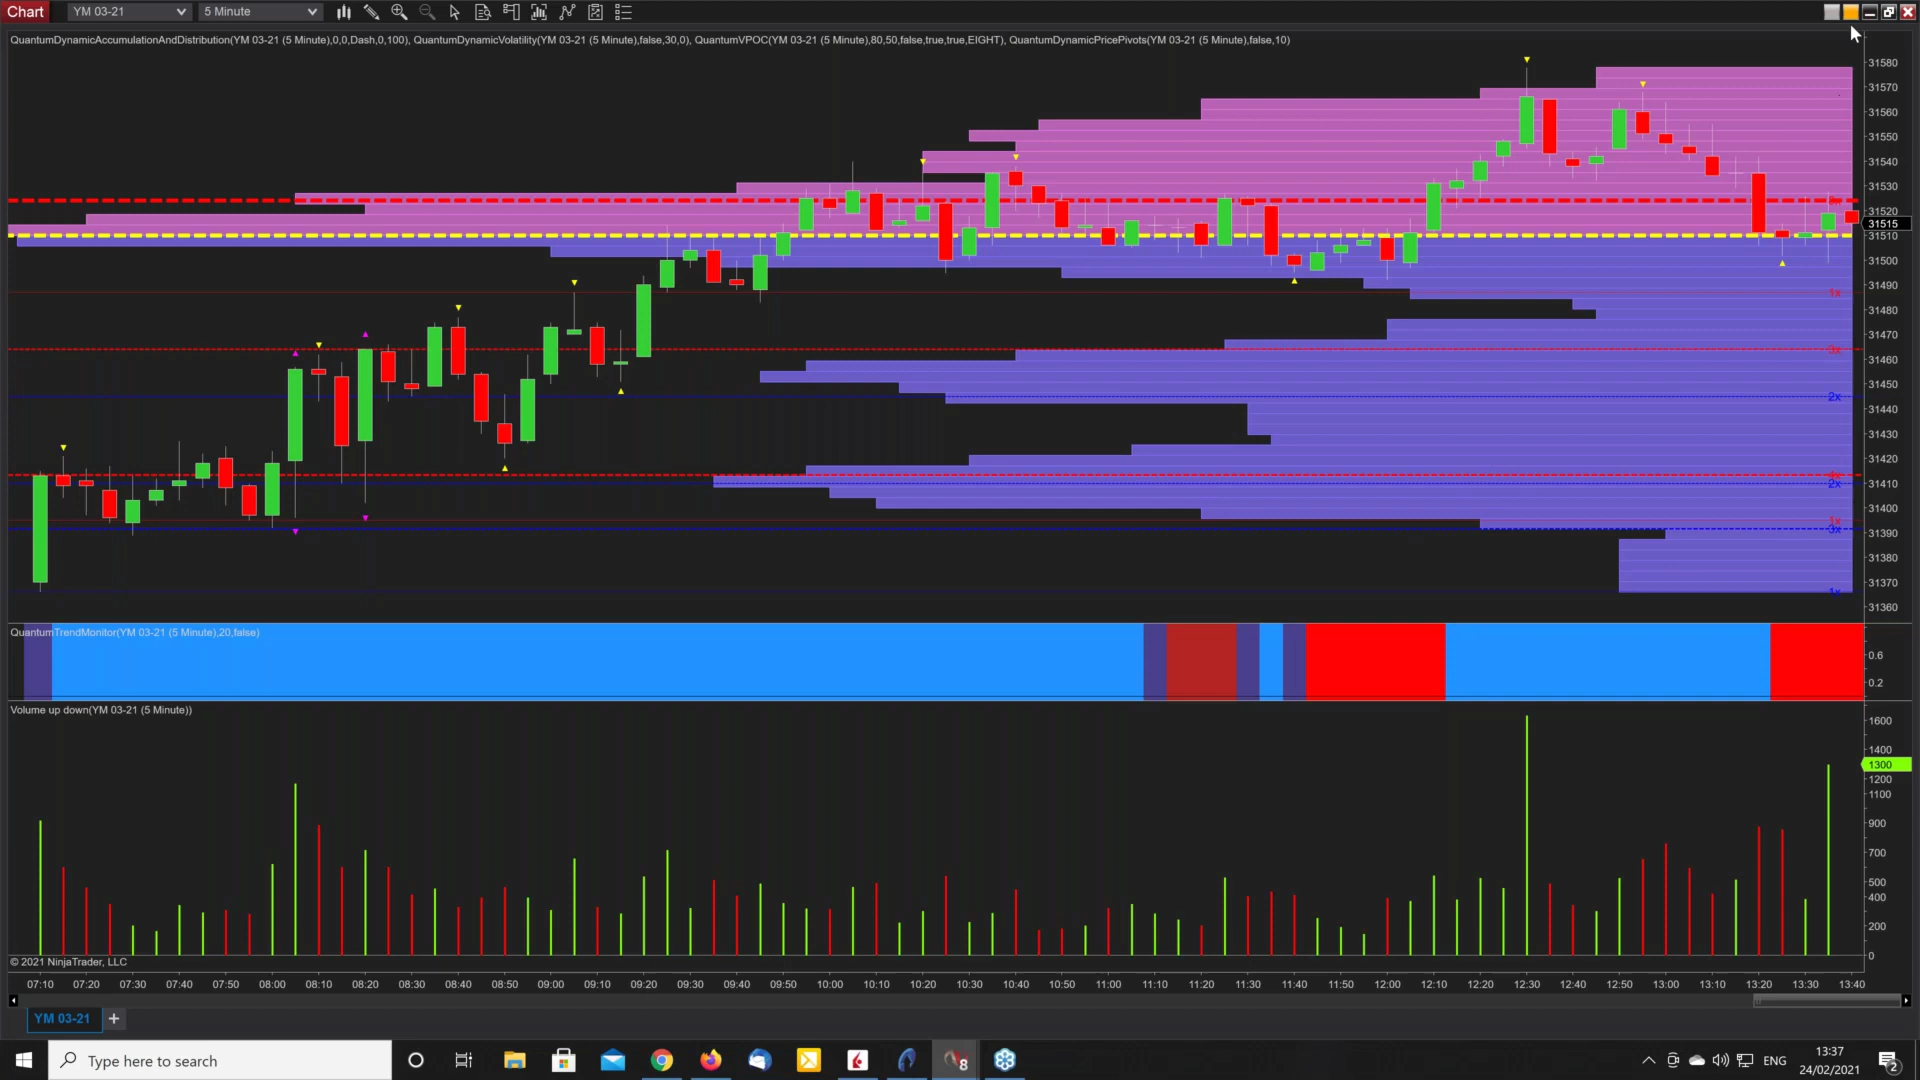 Chart YM 03-21 5 Minute
QuantumDynamicAccumulationAndDistribution(YM 03-21 (5 Minute),0,0,Dash,0,100), QuantumDynamicVolatility(YM 03-21 (5 Minute),false,30,0), QuantumVPOC(YM 03-21 (5 Minute),80,50,false,true,true,EIGHT), QuantumDynamicPricePivots(YM 03-21 (5 Minute),false,10)
31580
31570
31560
31550
31540
31530
31520
31515
31510
31500
31490
1x
31480
31470
3x
31460
31450
2x
31440
31430
31420
31410
2x
31400
1x
3x
31390
31380
31370
1x
31360
QuantumTrendMonitor(YM 03-21 (5 Minute),20,false)
0.6
0.2
Volume up down(YM 03-21 (5 Minute))
1600
1400
1300
1200
1100
900
700
500
400
200
0
© 2021 NinjaTrader, LLC
07:10 07:20 07:30 07:40 07:50 08:00 08:10 08:20 08:30 08:40 08:50 09:00 09:10 09:20 09:30 09:40 09:50 10:00 10:10 10:20 10:30 10:40 10:50 11:00 11:10 11:20 11:30 11:40 11:50 12:00 12:10 12:20 12:30 12:40 12:50 13:00 13:10 13:20 13:30 13:40
YM 03-21 +
Type here to search
8
ENG
13:37
24/02/2021
2